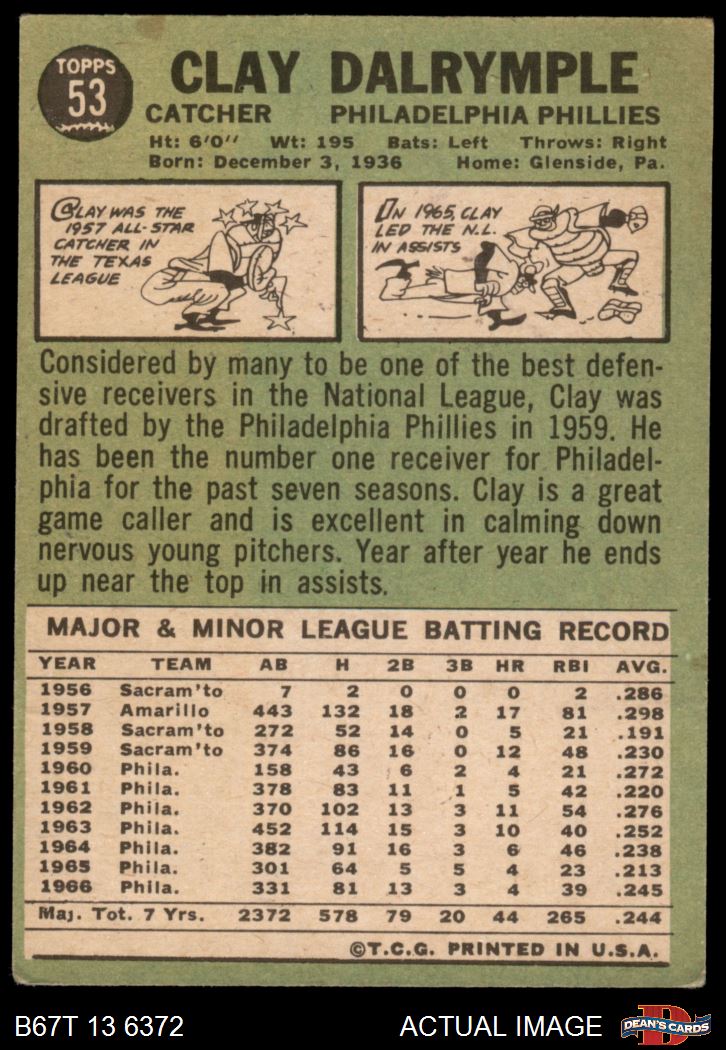 TOPPS
53
CLAY DALRYMPLE
CATCHER PHILADELPHIA PHILLIES
Ht: 6'0" Wt: 195 Bats: Left Throws: Right
Born: December 3, 1936 Home: Glenside, Pa.
CLAY WAS THE
1957 ALL-STAR
CATCHER IN
THE TEXAS
LEAGUE
IN 1965, CLAY
LED THE N.L.
IN ASSISTS
Considered by many to be one of the best defen-
sive receivers in the National League, Clay was
drafted by the Philadelphia Phillies in 1959. He
has been the number one receiver for Philadel-
phia for the past seven seasons. Clay is a great
game caller and is excellent in calming down
nervous young pitchers. Year after year he ends
up near the top in assists.
MAJOR & MINOR LEAGUE BATTING RECORD
YEAR TEAM AB H 2B 3B HR RBI AVG.
1956 Sacram'to 7 2 0 0 0 2 .286
1957 Amarillo 443 132 18 2 17 81 .298
1958 Sacram'to 272 52 14 0 5 21 .191
1959 Sacram'to 374 86 16 0 12 48 .230
1960 Phila. 158 43 6 2 4 21 .272
1961 Phila. 378 83 11 1 5 42 .220
1962 Phila. 370 102 13 3 11 54 .276
1963 Phila. 452 114 15 3 10 40 .252
1964 Phila. 382 91 16 3 6 46 .238
1965 Phila. 301 64 5 5 4 23 .213
1966 Phila. 331 81 13 3 4 39 .245
Maj. Tot. 7 Yrs. 2372 578 79 20 44 265 .244
©T.C.G. PRINTED IN U.S.A.
B67T 13 6372 ACTUAL IMAGE
D
DEAN'S CARDS